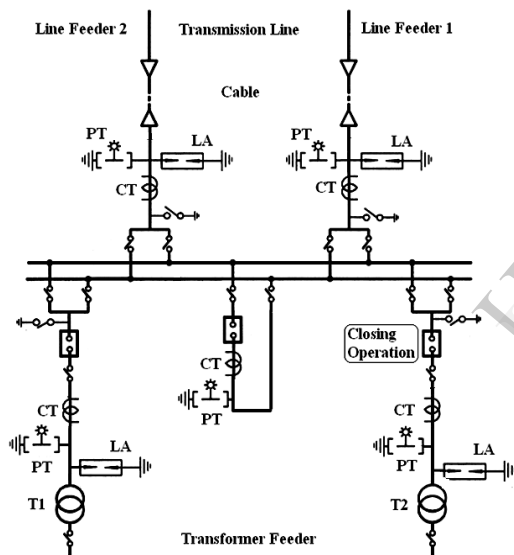 Line Feeder 2
Transmission Line
Line Feeder 1
Cable
PT
LA
PT
LA
CT
CT
Closing
Operation
CT
CT
CT
PT
LA
PT
PT
LA
T1
T2
Transformer Feeder